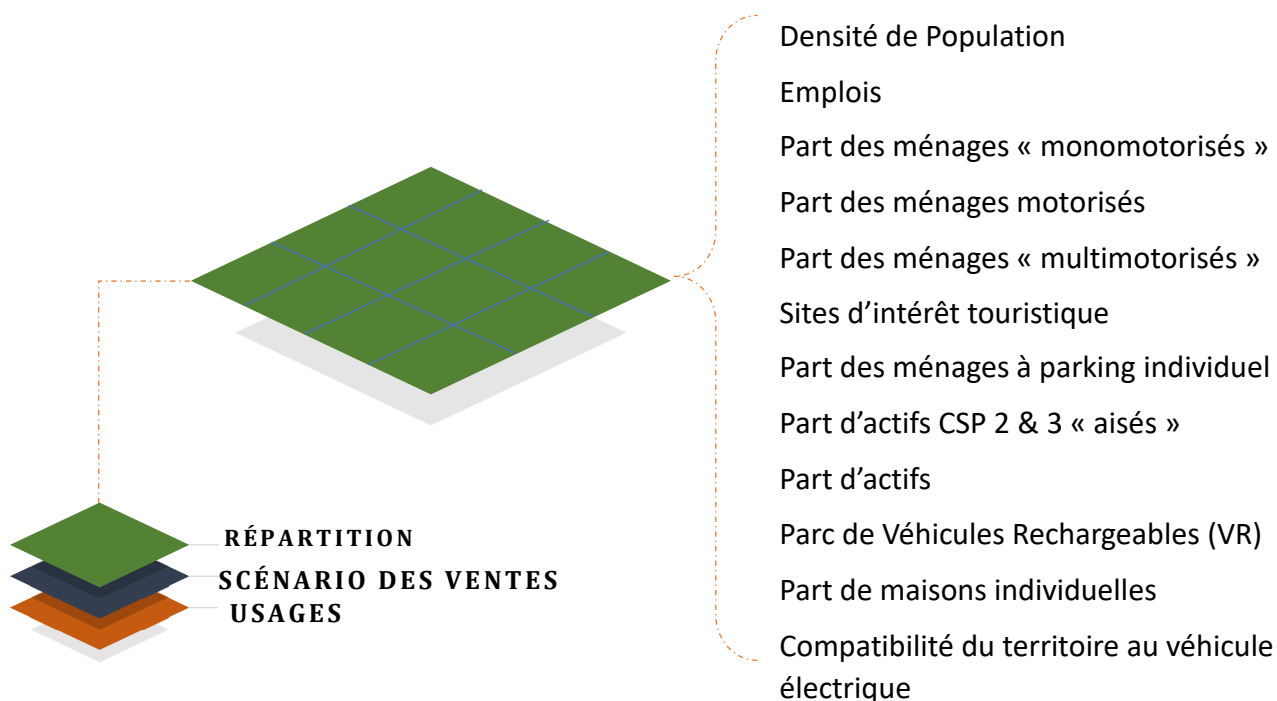 Densité de Population
Emplois
Part des ménages « monomotorisés »
Part des ménages motorisés
Part des ménages « multimotorisés »
Sites d’intérêt touristique
Part des ménages à parking individuel
Part d’actifs CSP 2 & 3 « aisés »
Part d’actifs
Parc de Véhicules Rechargeables (VR)
Part de maisons individuelles
Compatibilité du territoire au véhicule
électrique
RÉPARTITION
SCÉNARIO DES VENTES
USAGES